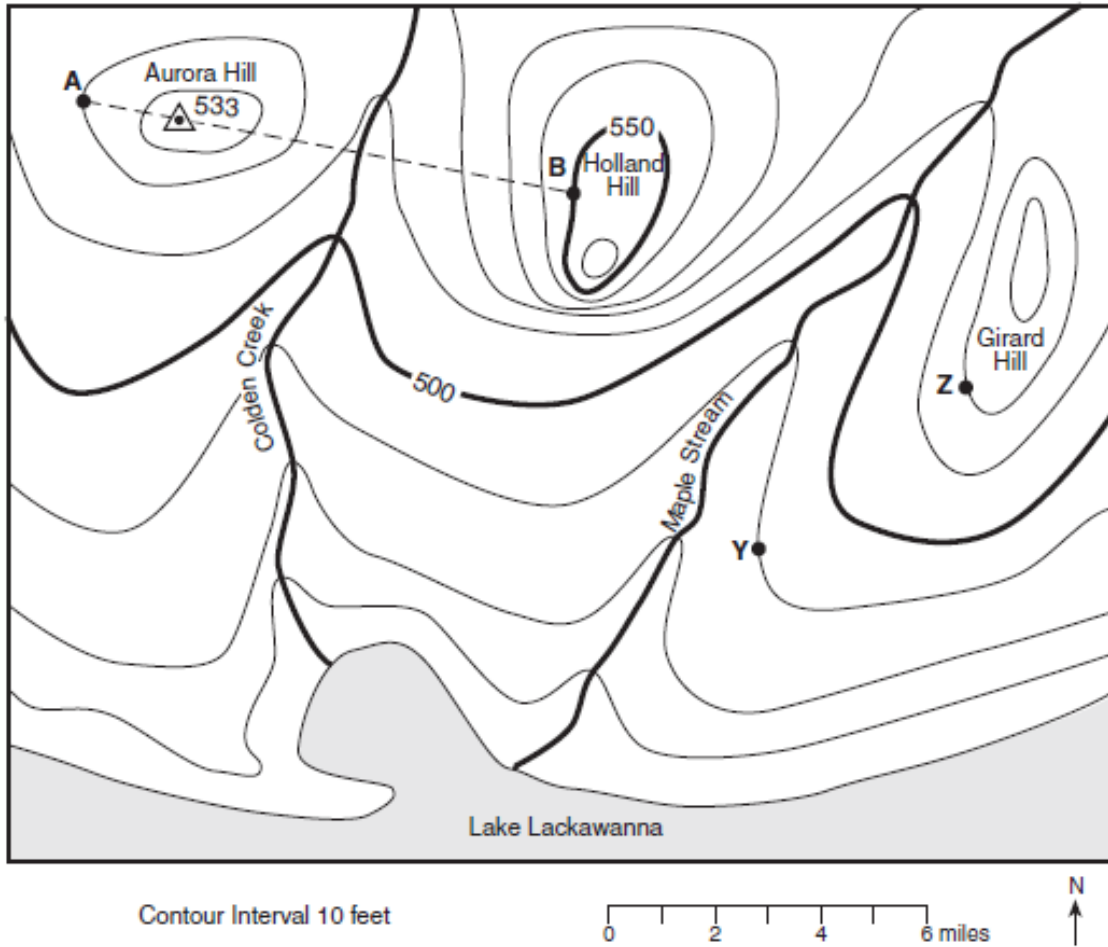 A
Aurora Hill
533
550
B
Holland
Hill
Colden Creek
500
Girard
Hill
Z
Maple Stream
Y
Lake Lackawanna
Contour Interval 10 feet
0 2 4 6 miles
N